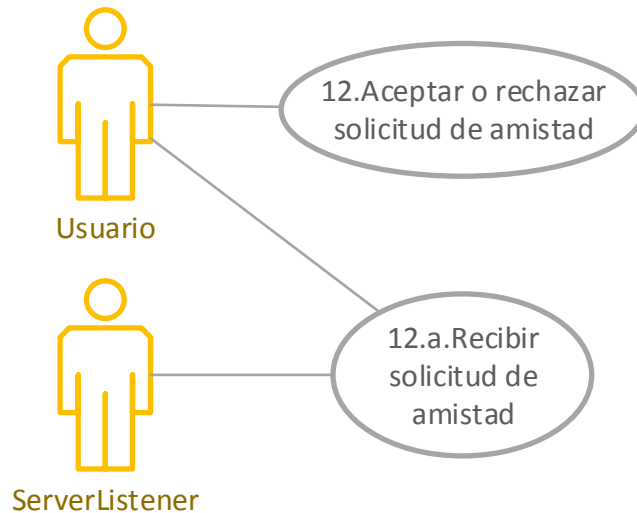 12.Aceptar o rechazar
solicitud de amistad
Usuario
12.a.Recibir
solicitud de
amistad
ServerListener